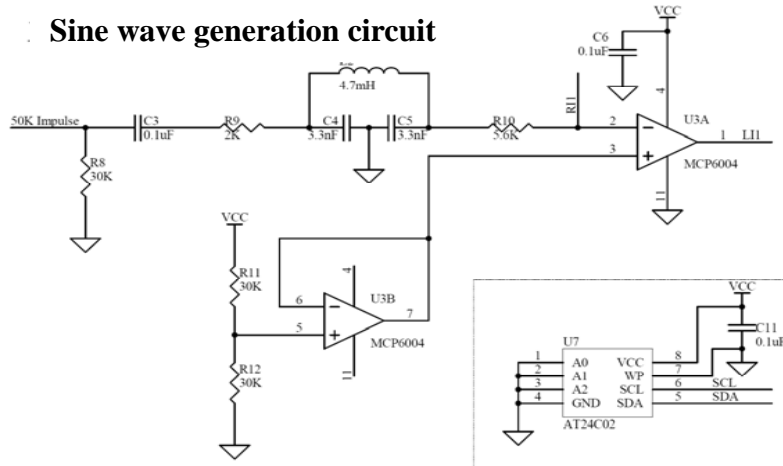 Sine wave generation circuit
VCC
C6
0.1uF
4.7mH
50K Impulse
C3
0.1uF
R9
2K
C4
3.3nF
C5
3.3nF
R10
5.6K
RI1
4
U3A
2
3
1
LI1
MCP6004
11
R8
30K
VCC
R11
30K
R12
30K
4
U3B
6
5
7
MCP6004
11
VCC
C11
0.1uF
U7
1 A0 VCC 8
2 A1 WP 7
3 A2 SCL 6 SCL
4 GND SDA 5 SDA
AT24C02